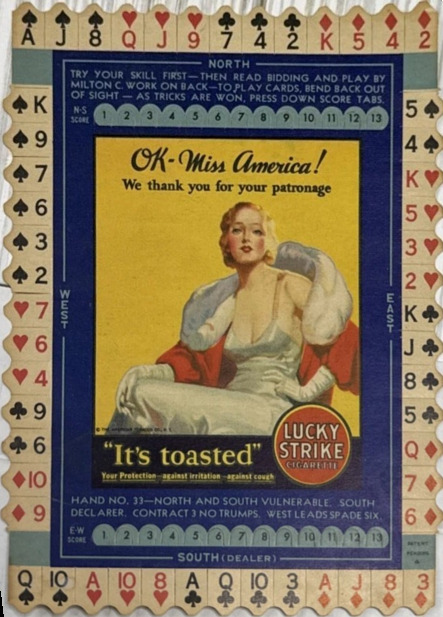 A J 8 Q J 9 7 4 2 K 5 4 2
NORTH
TRY YOUR SKILL FIRST—THEN READ BIDDING AND PLAY BY
MILTON C. WORK ON BACK—TO PLAY CARDS, BEND BACK OUT
OF SIGHT — AS TRICKS ARE WON, PRESS DOWN SCORE TABS.
N-S
SCORE
1 2 3 4 5 6 7 8 9 10 11 12 13
K
9
7
6
3
2
7
6
4
9
6
10
9
WEST
OK- Miss America!
We thank you for your patronage
"It's toasted"
Your Protection—against irritation—against cough
LUCKY
STRIKE
CIGARETTE
EAST
5
4
K
5
3
2
K
J
8
5
Q
7
6
HAND NO. 33—NORTH AND SOUTH VULNERABLE. SOUTH
DECLARER. CONTRACT 3 NO TRUMPS. WEST LEADS SPADE SIX.
E-W
SCORE
1 2 3 4 5 6 7 8 9 10 11 12 13
SOUTH (DEALER)
Q 10 A 10 8 A Q 10 3 A J 8 3